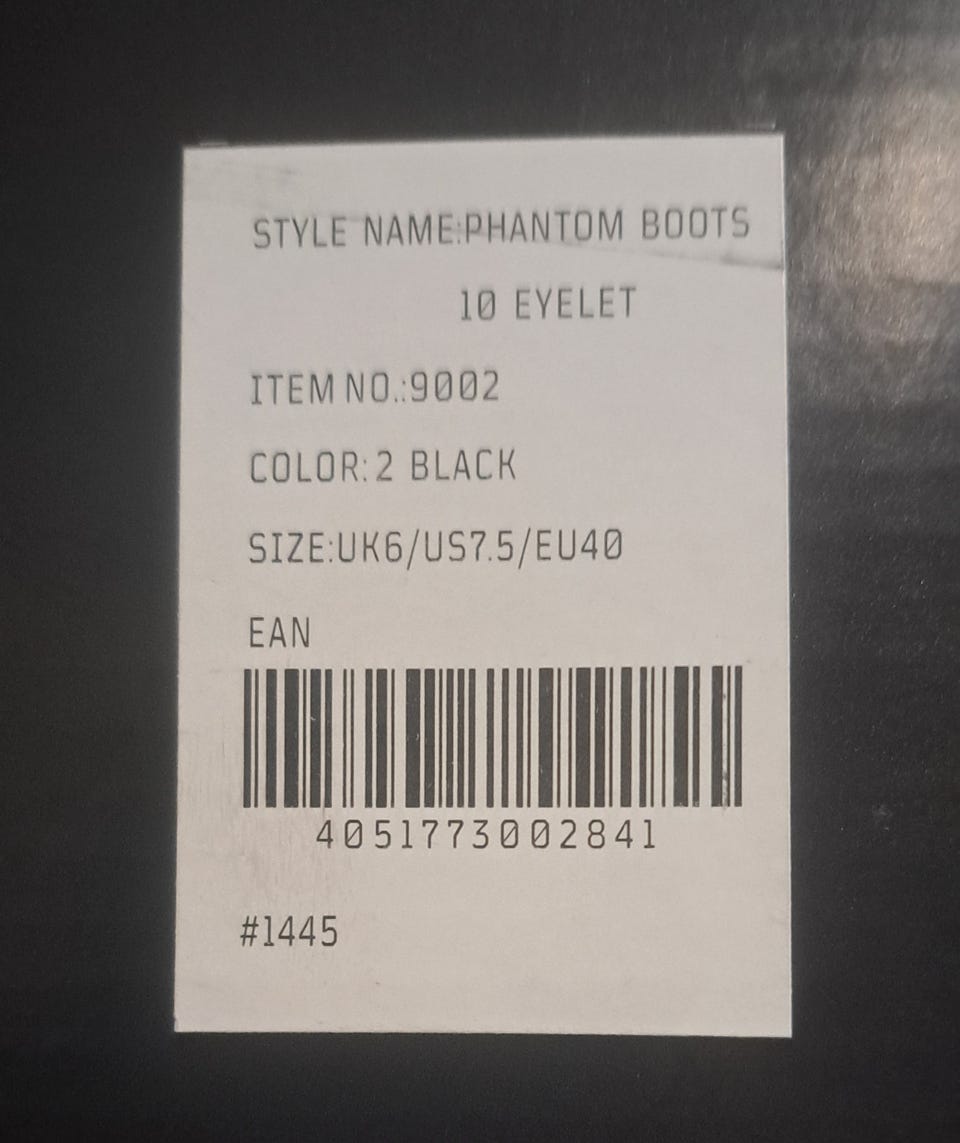 STYLE NAME:PHANTOM BOOTS
10 EYELET
ITEM NO.:9002
COLOR:2 BLACK
SIZE:UK6/US7.5/EU40
EAN
4051773002841
#1445